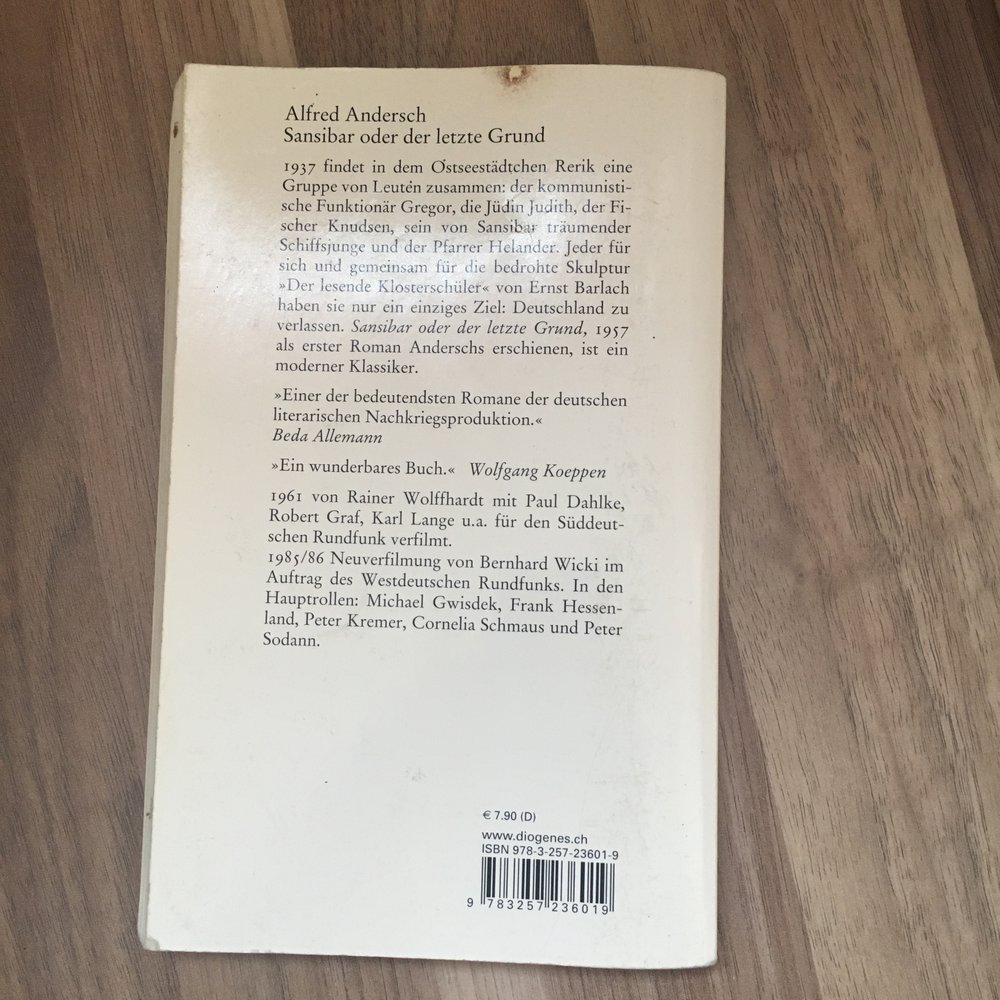 Alfred Andersch
Sansibar oder der letzte Grund
1937 findet in dem Ostseestädtchen Rerik eine
Gruppe von Leuten zusammen: der kommunisti-
sche Funktionär Gregor, die Jüdin Judith, der Fi-
scher Knudsen, sein von Sansibar träumender
Schiffsjunge und der Pfarrer Helander. Jeder für
sich und gemeinsam für die bedrohte Skulptur
»Der lesende Klosterschüler« von Ernst Barlach
haben sie nur ein einziges Ziel: Deutschland zu
verlassen. Sansibar oder der letzte Grund, 1957
als erster Roman Anderschs erschienen, ist ein
moderner Klassiker.
»Einer der bedeutendsten Romane der deutschen
literarischen Nachkriegsproduktion.«
Beda Allemann
»Ein wunderbares Buch.« Wolfgang Koeppen
1961 von Rainer Wolffhardt mit Paul Dahlke,
Robert Graf, Karl Lange u.a. für den Süddeut-
schen Rundfunk verfilmt.
1985/86 Neuverfilmung von Bernhard Wicki im
Auftrag des Westdeutschen Rundfunks. In den
Hauptrollen: Michael Gwisdek, Frank Hessen-
land, Peter Kremer, Cornelia Schmaus und Peter
Sodann.
€ 7.90 (D)
www.diogenes.ch
ISBN 978-3-257-23601-9
9 783257 236019